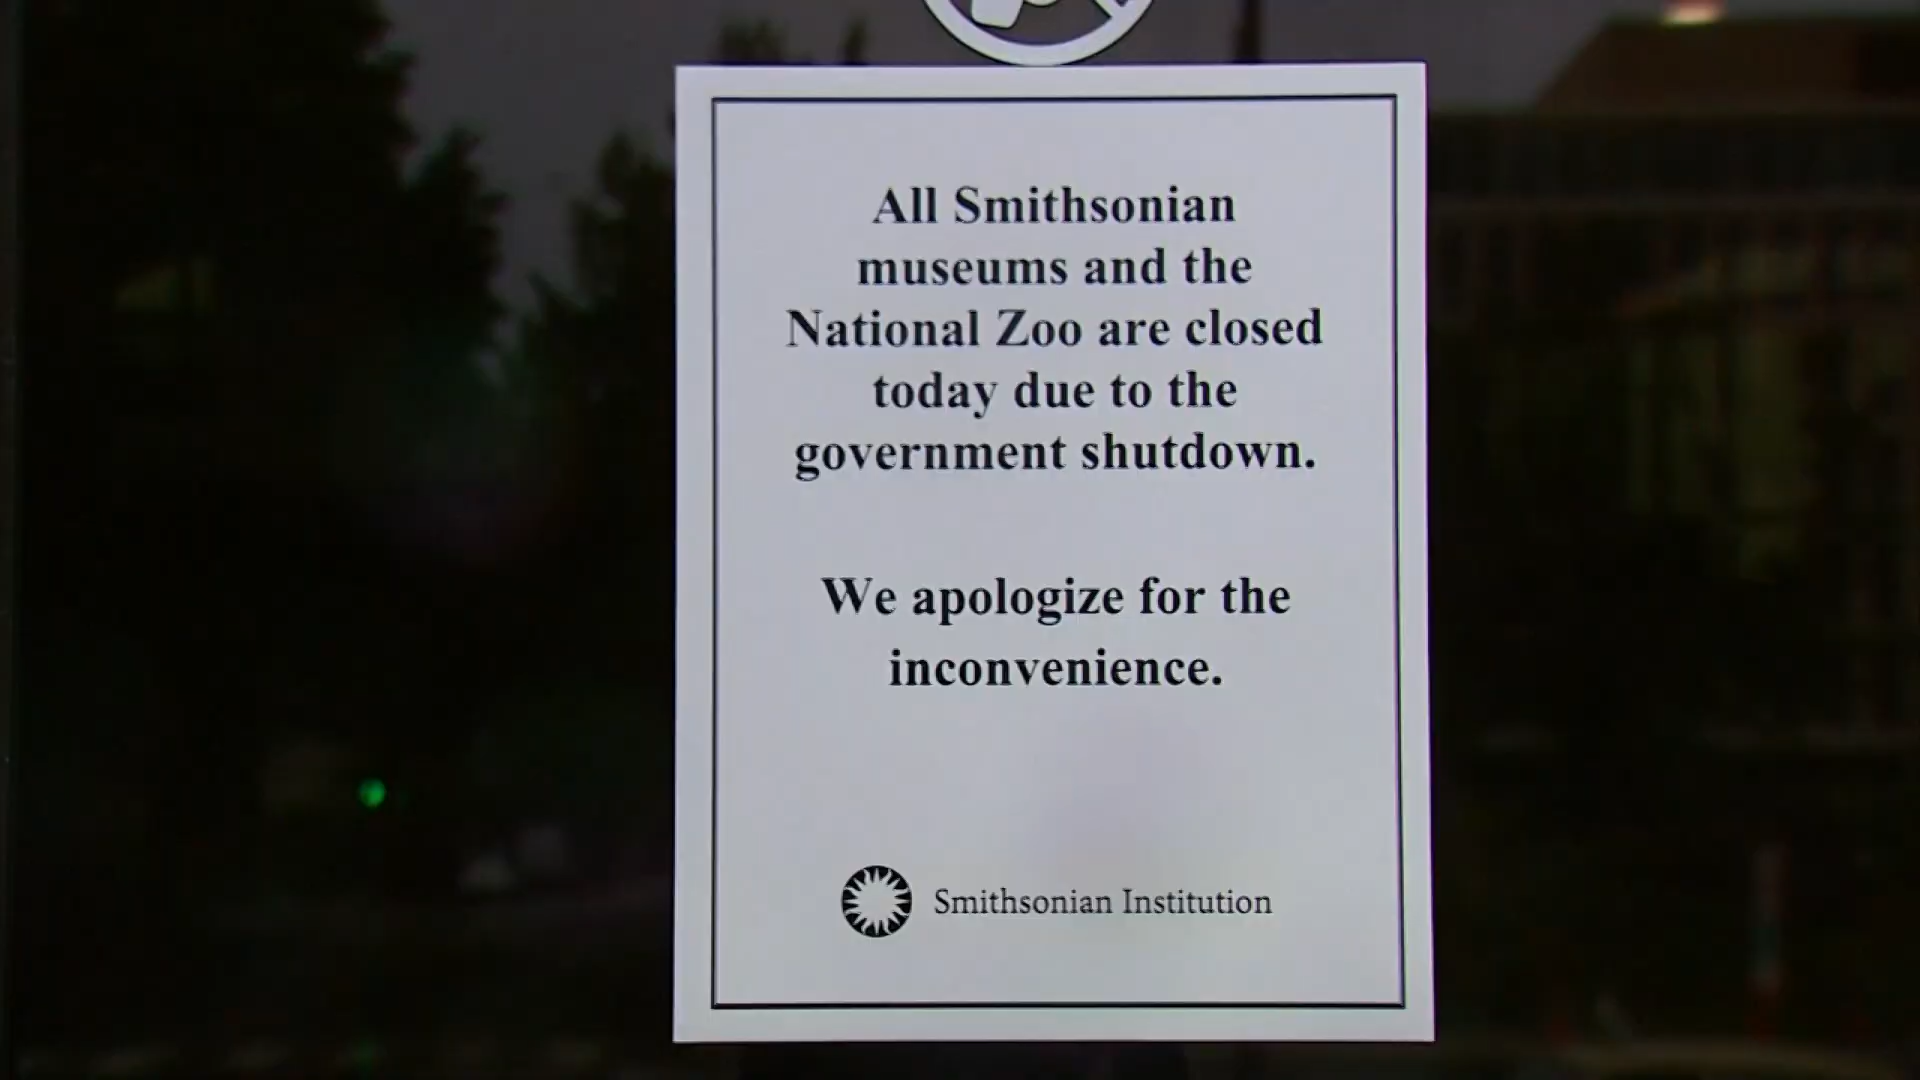 All Smithsonian
museums and the
National Zoo are closed
today due to the
government shutdown.
We apologize for the
inconvenience.
Smithsonian Institution